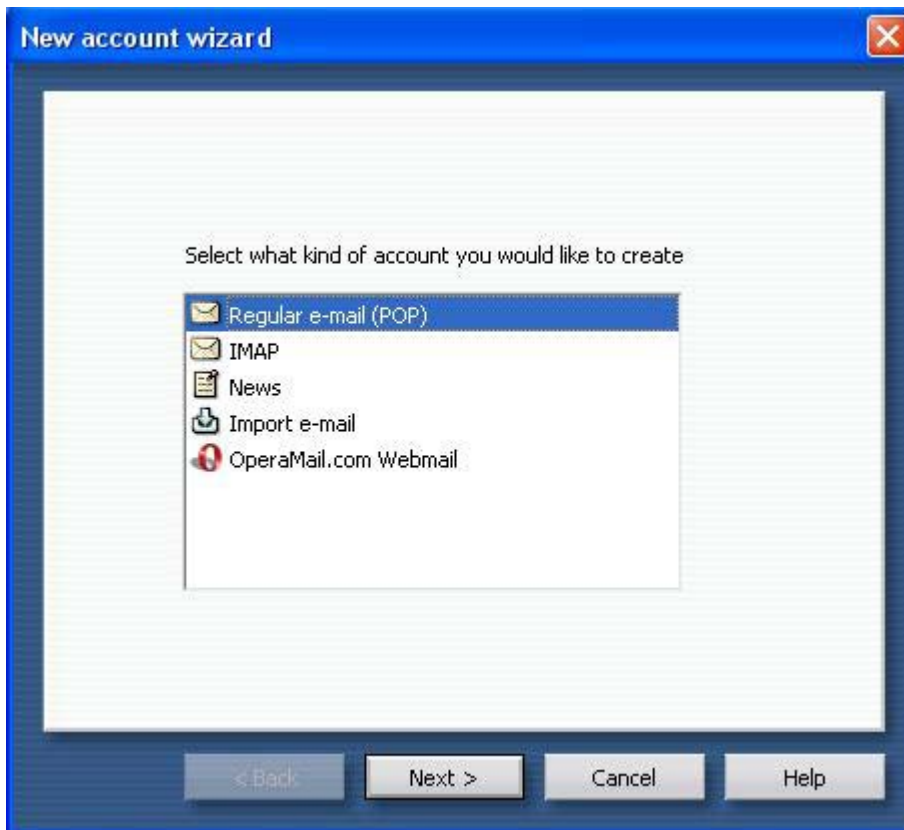 New account wizard
Select what kind of account you would like to create
Regular e-mail (POP)
IMAP
News
Import e-mail
OperaMail.com Webmail
< Back Next > Cancel Help